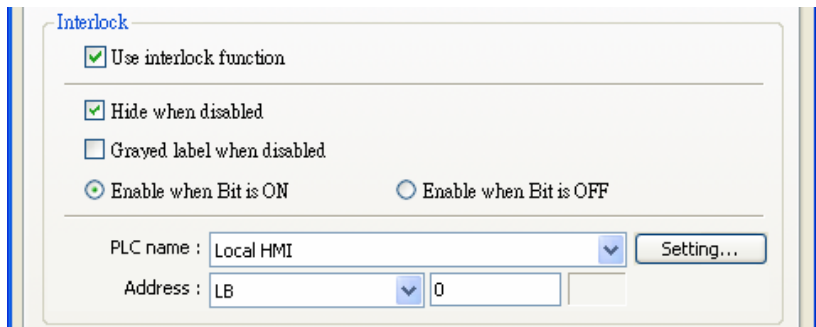 Interlock
Use interlock function
Hide when disabled
Grayed label when disabled
Enable when Bit is ON Enable when Bit is OFF
PLC name : Local HMI Setting...
Address : LB 0